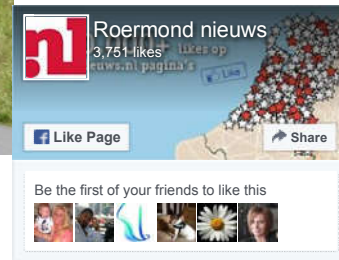 Roermond nieuws
3,751 likes
likes op
nl
euws.nl pagina's
Like
Like Page
Share
Be the first of your friends to like this